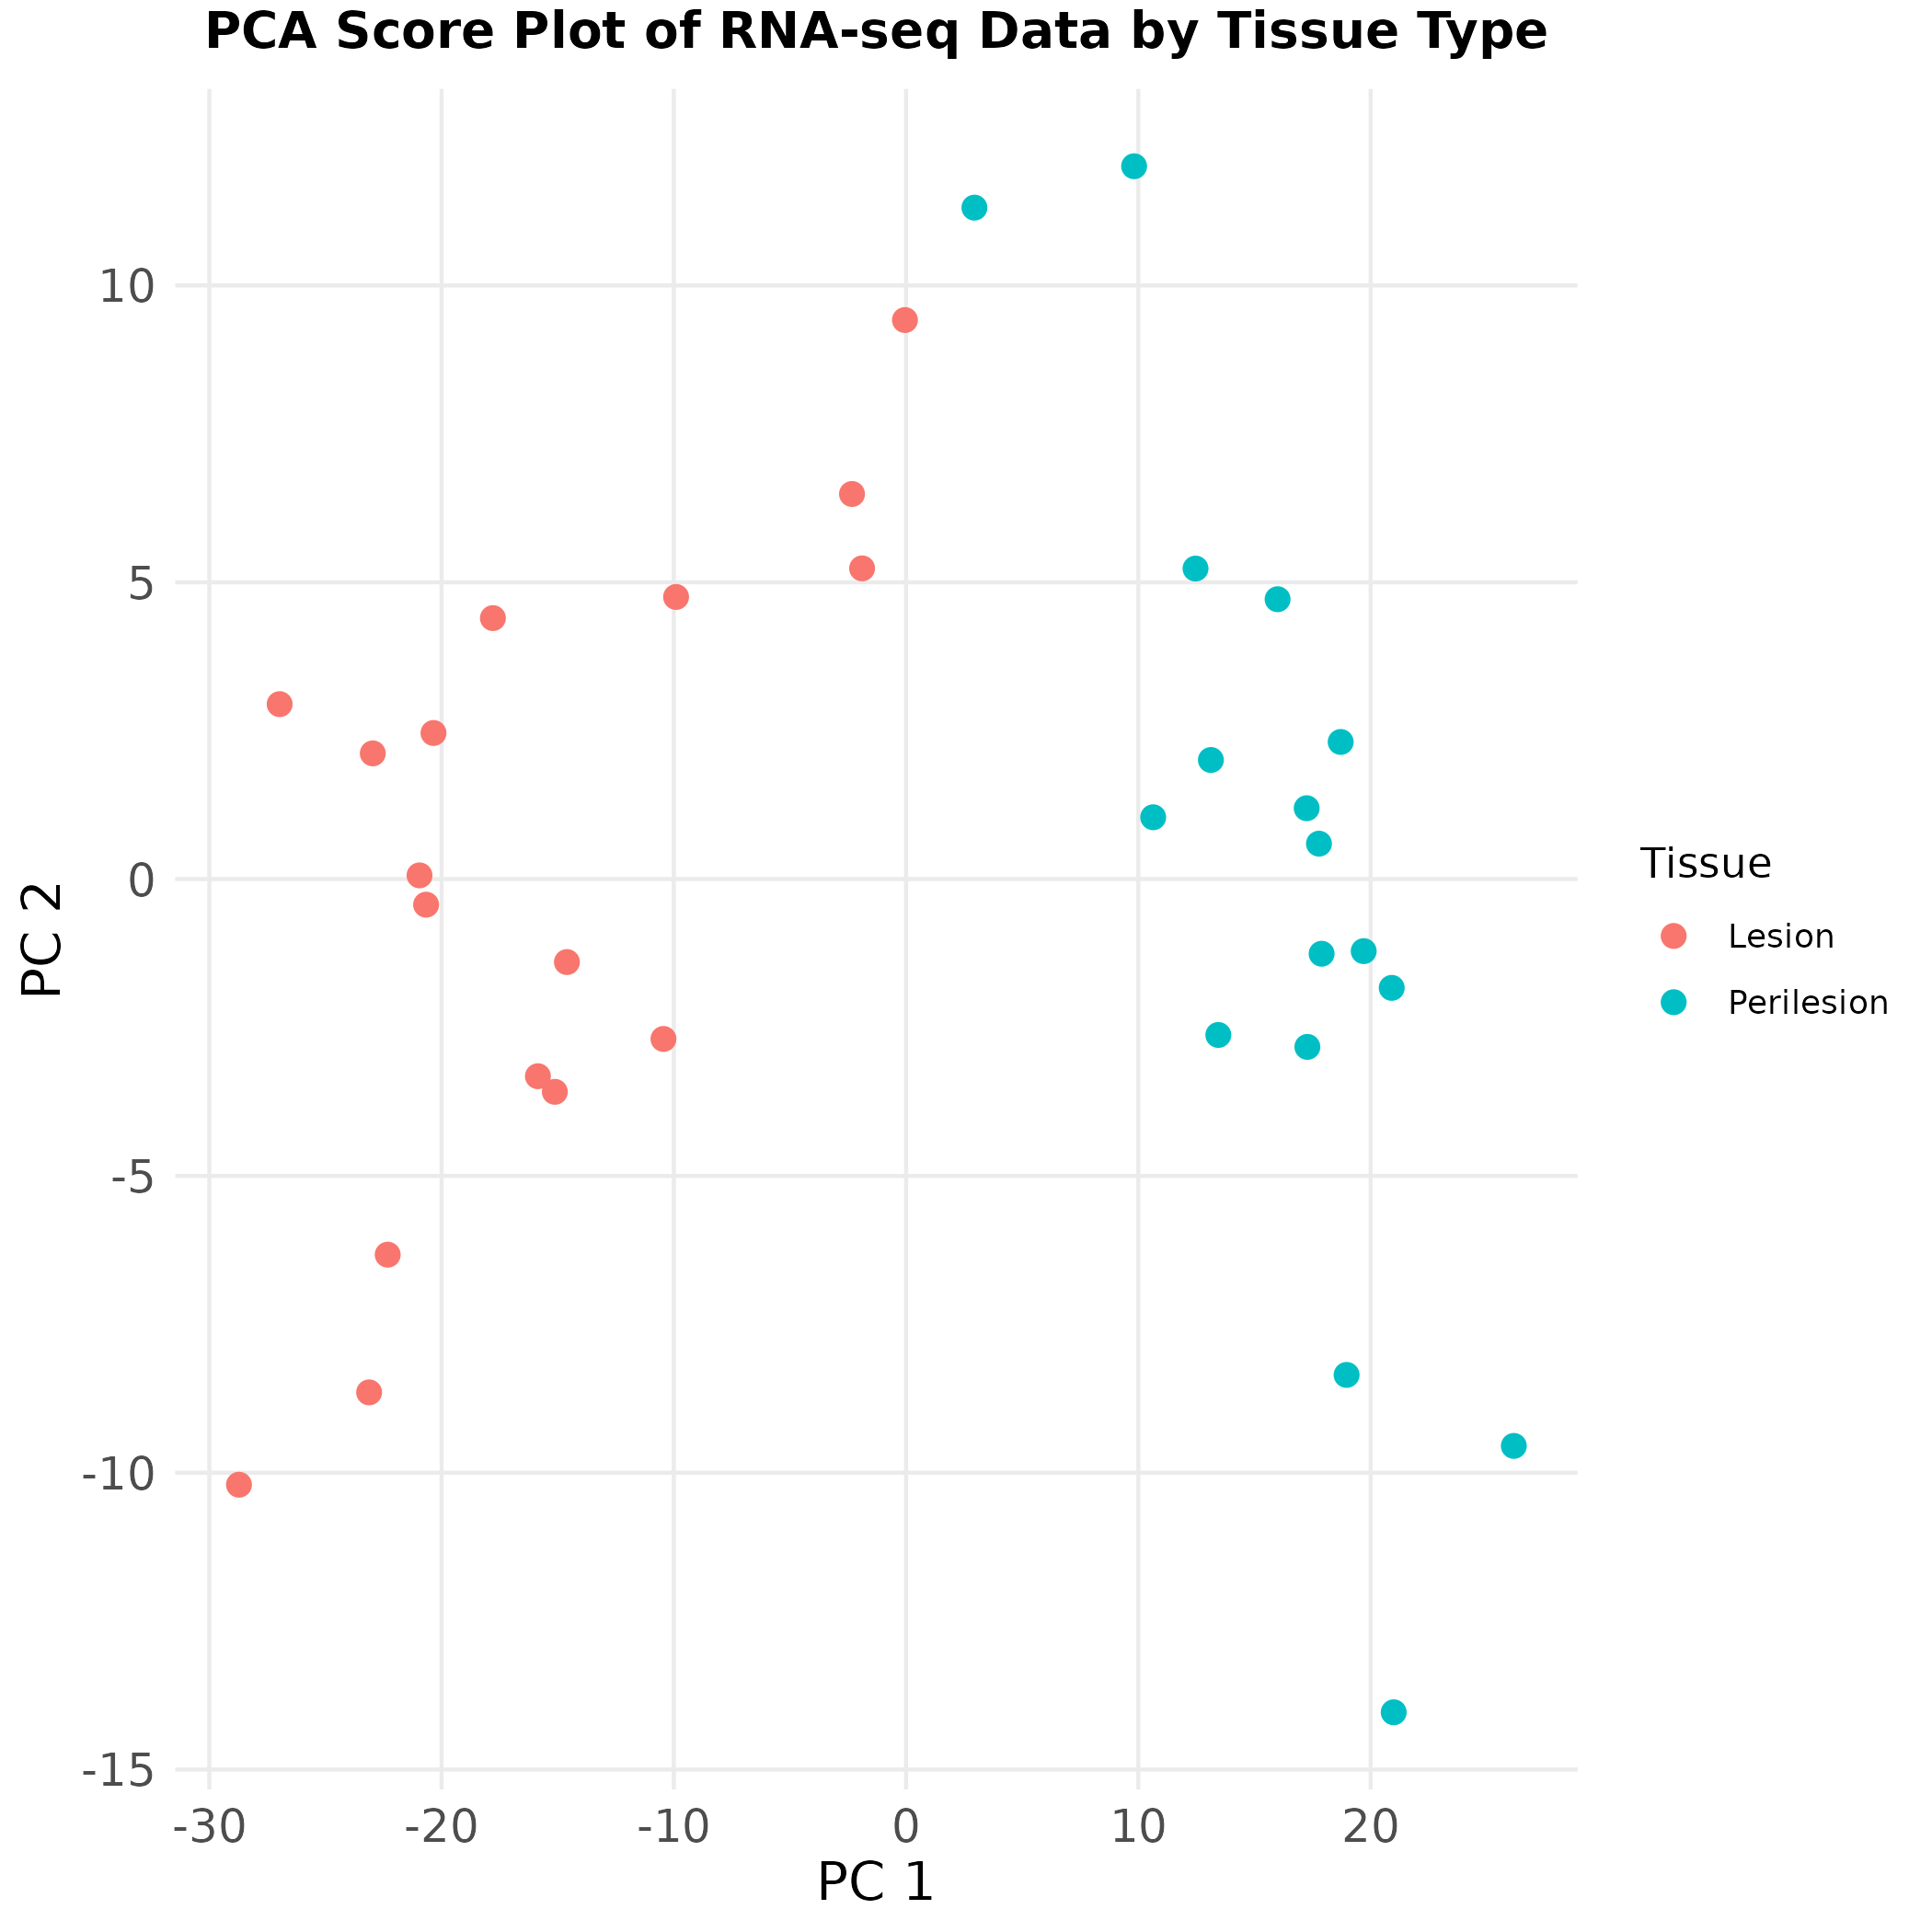 PCA Score Plot of RNA-seq Data by Tissue Type
10
5
0
-5
-10
-15
PC 2
-30 -20 -10 0 10 20
PC 1
Tissue
Lesion
Perilesion